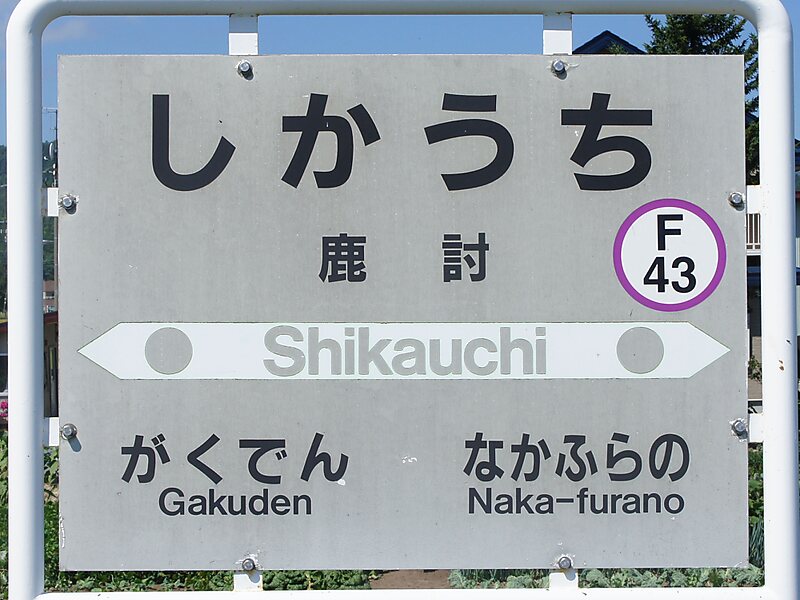 しかうち
鹿討
F
43
Shikauchi
がくでん
Gakuden
なかふらの
Naka-furano